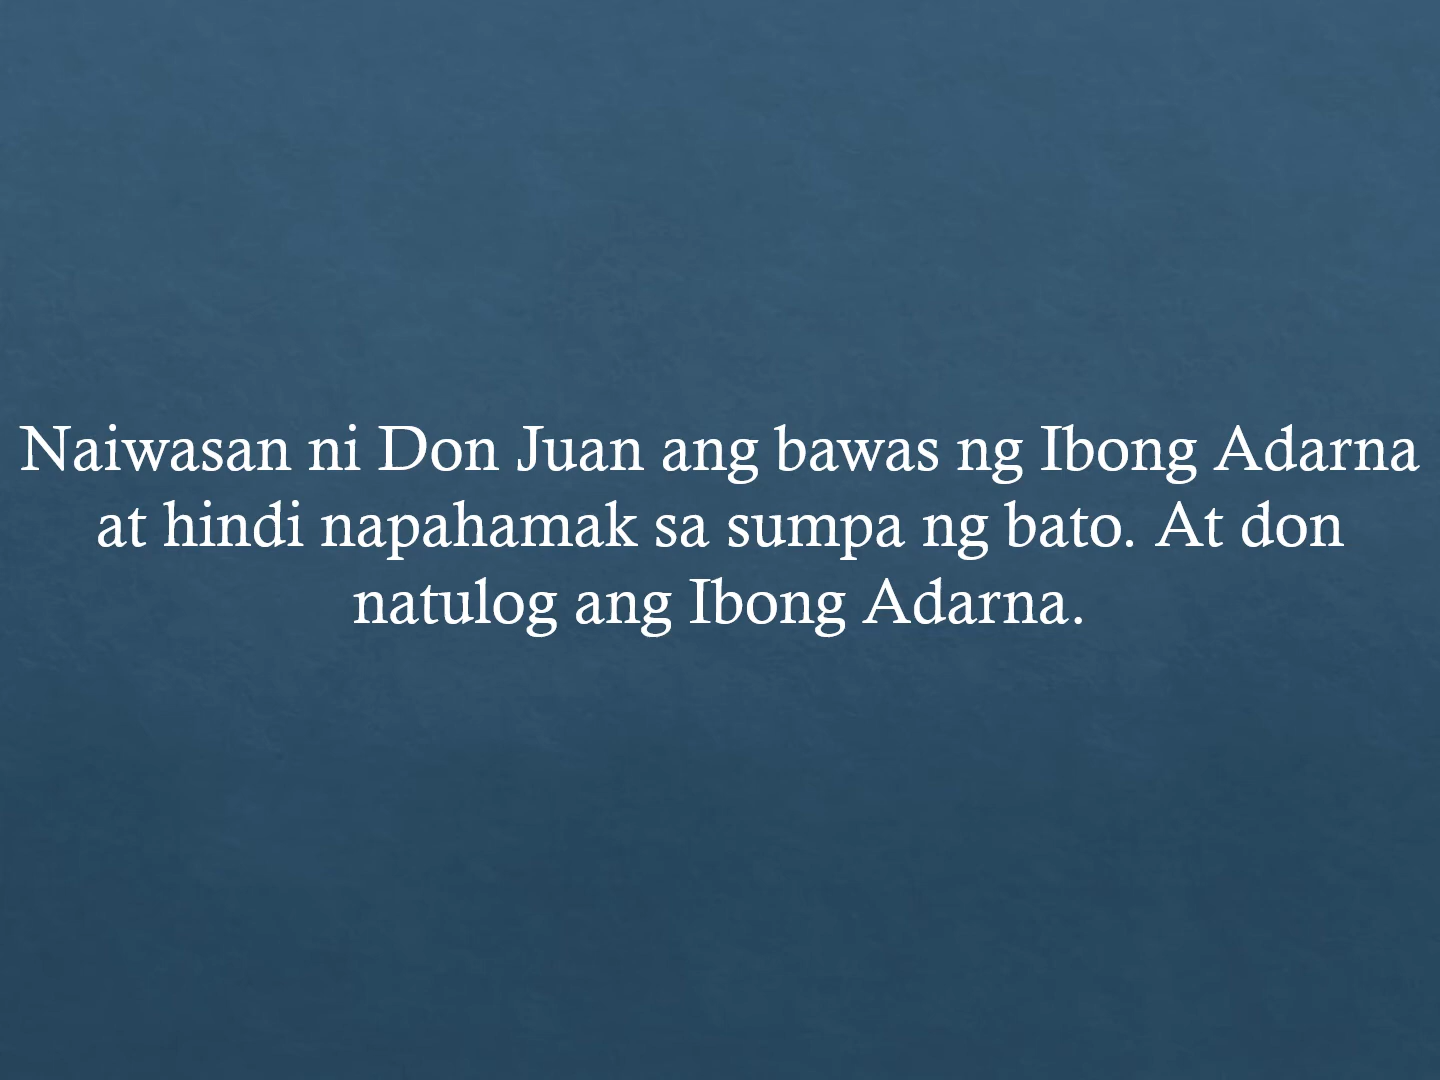 Naiwasan ni Don Juan ang bawas ng Ibong Adarna
at hindi napahamak sa sumpa ng bato. At don
natulog ang Ibong Adarna.